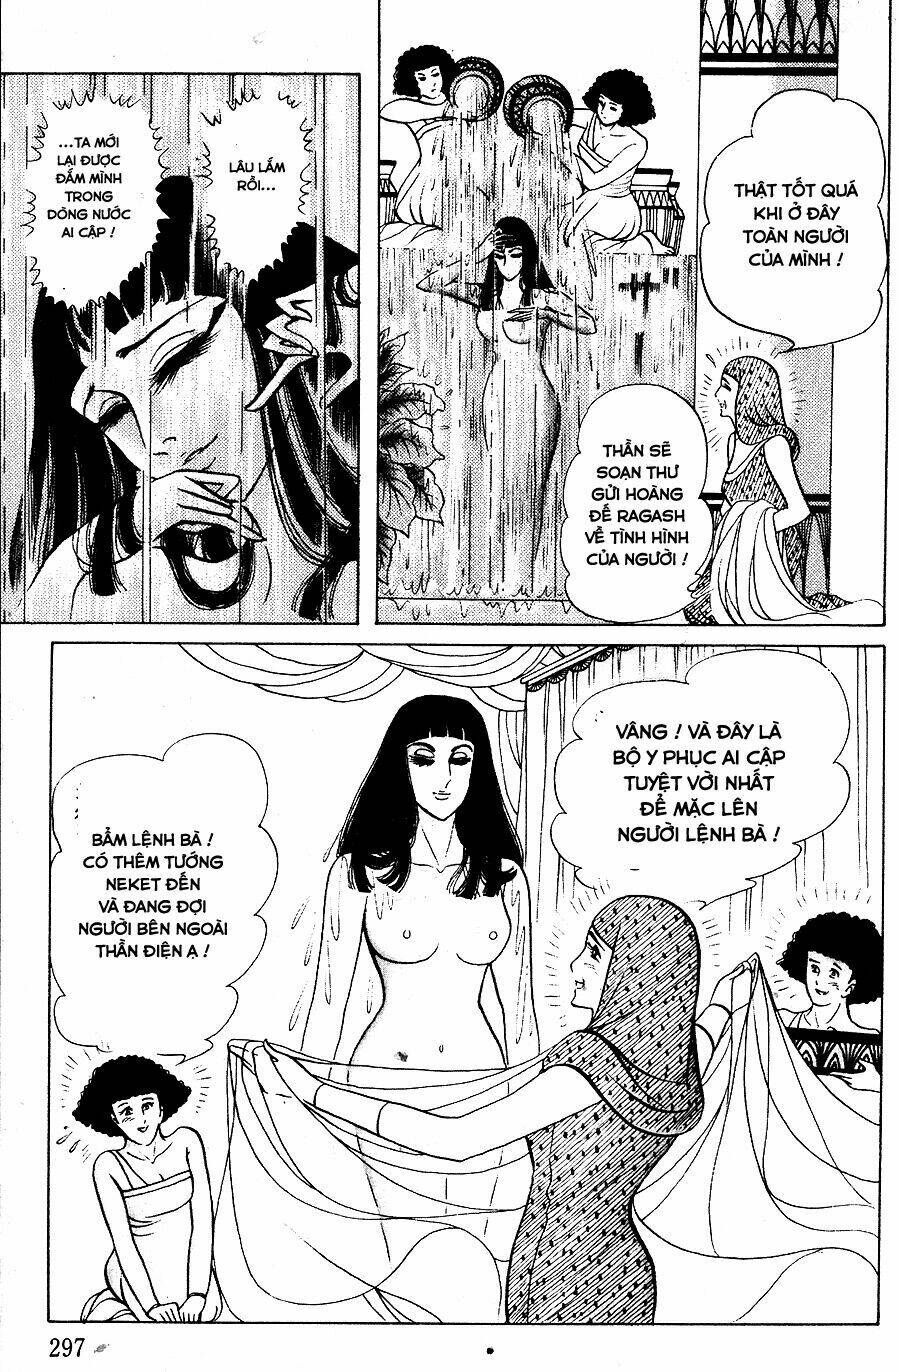 THẬT TỐT QUÁ
KHI Ở ĐÂY
TOÀN NGƯỜI
CỦA MÌNH !
THẦN SẼ
SOẠN THƯ
GỬI HOÀNG
ĐẾ RAGASH
VỀ TÌNH HÌNH
CỦA NGƯỜI !
LÂU LẮM
RỒI...
...TA MỚI
LẠI ĐƯỢC
ĐẮM MÌNH
TRONG
DÒNG NƯỚC
AI CẬP !
VÂNG ! VÀ ĐÂY LÀ
BỘ Y PHỤC AI CẬP
TUYỆT VỜI NHẤT
ĐỂ MẶC LÊN
NGƯỜI LỆNH BÀ !
BẨM LỆNH BÀ !
CÓ THÊM TƯỚNG
NEKET ĐẾN
VÀ ĐANG ĐỢI
NGƯỜI BÊN NGOÀI
THẦN ĐIỆN Ạ !
297